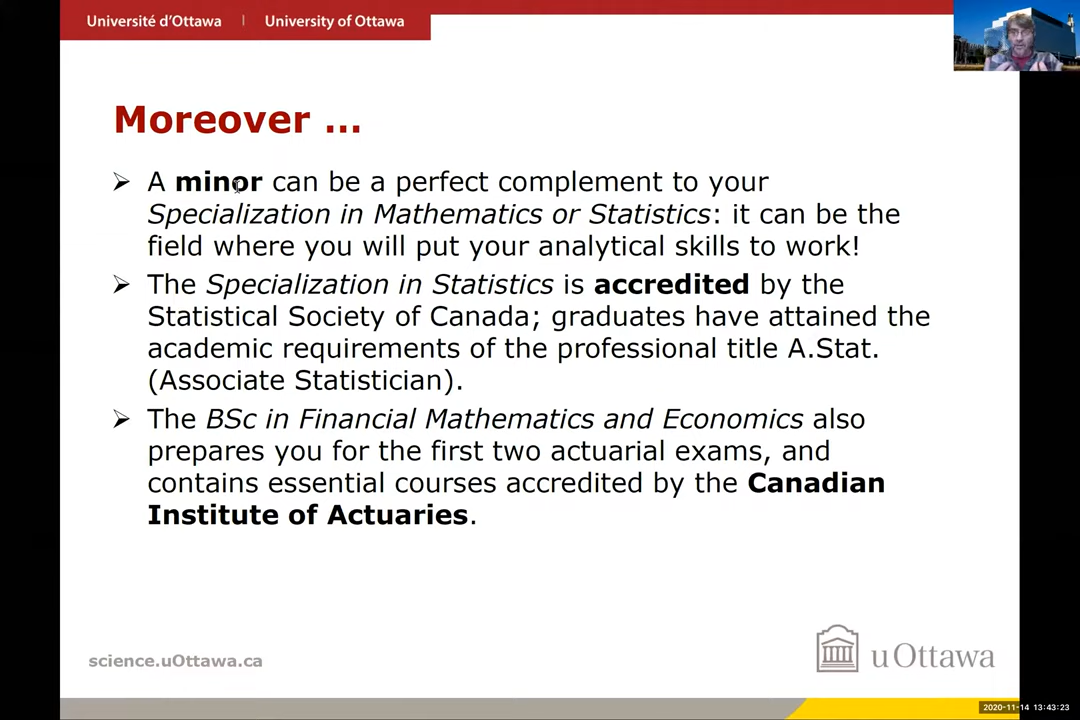 Université d'Ottawa | University of Ottawa
Moreover ...
➢ A minor can be a perfect complement to your
Specialization in Mathematics or Statistics: it can be the
field where you will put your analytical skills to work!
➢ The Specialization in Statistics is accredited by the
Statistical Society of Canada; graduates have attained the
academic requirements of the professional title A.Stat.
(Associate Statistician).
➢ The BSc in Financial Mathematics and Economics also
prepares you for the first two actuarial exams, and
contains essential courses accredited by the Canadian
Institute of Actuaries.
science.uOttawa.ca
uOttawa
2020-11-14 13:43:23